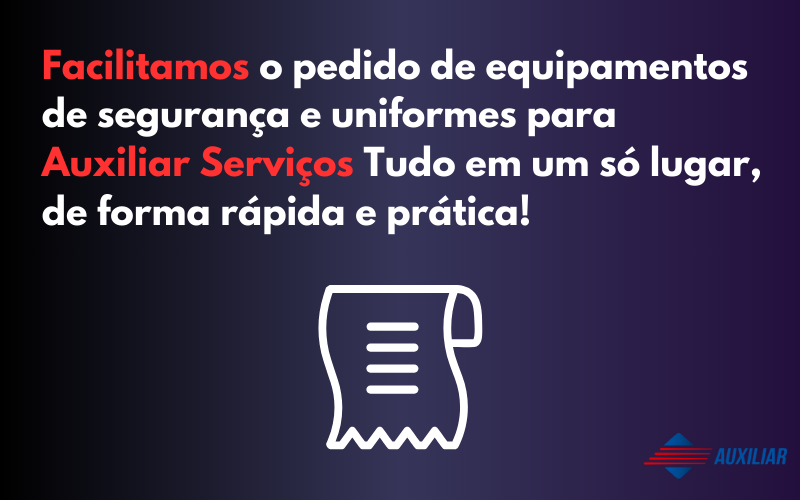 Facilitamos o pedido de equipamentos
de segurança e uniformes para
Auxiliar Serviços Tudo em um só lugar,
de forma rápida e prática!
AUXILIAR